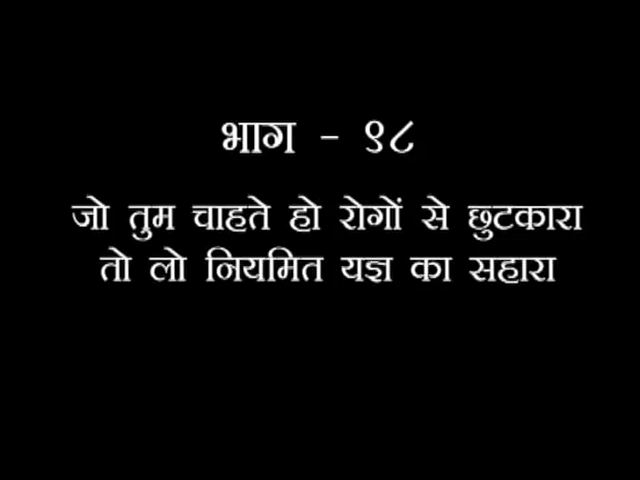 भाग - ९८
जो तुम चाहते हो रोगों से छुटकारा
तो लो नियमित यज्ञ का सहारा